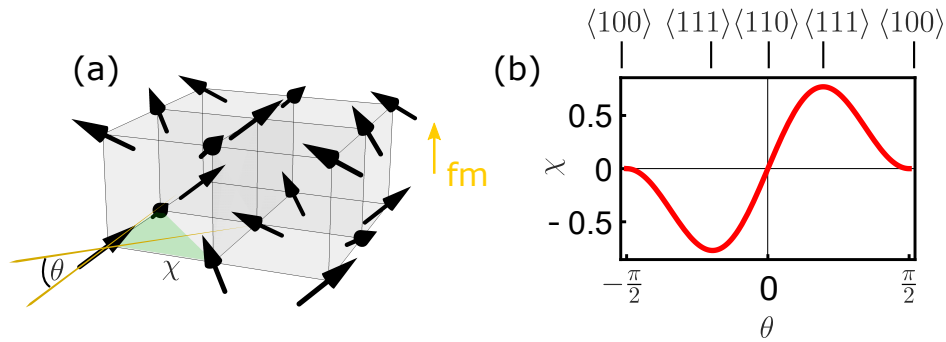 (a)
fm
θ
χ
(b)
⟨100⟩ ⟨111⟩ ⟨110⟩ ⟨111⟩ ⟨100⟩
0.5
0
-0.5
χ
-π/2 0 π/2
θ